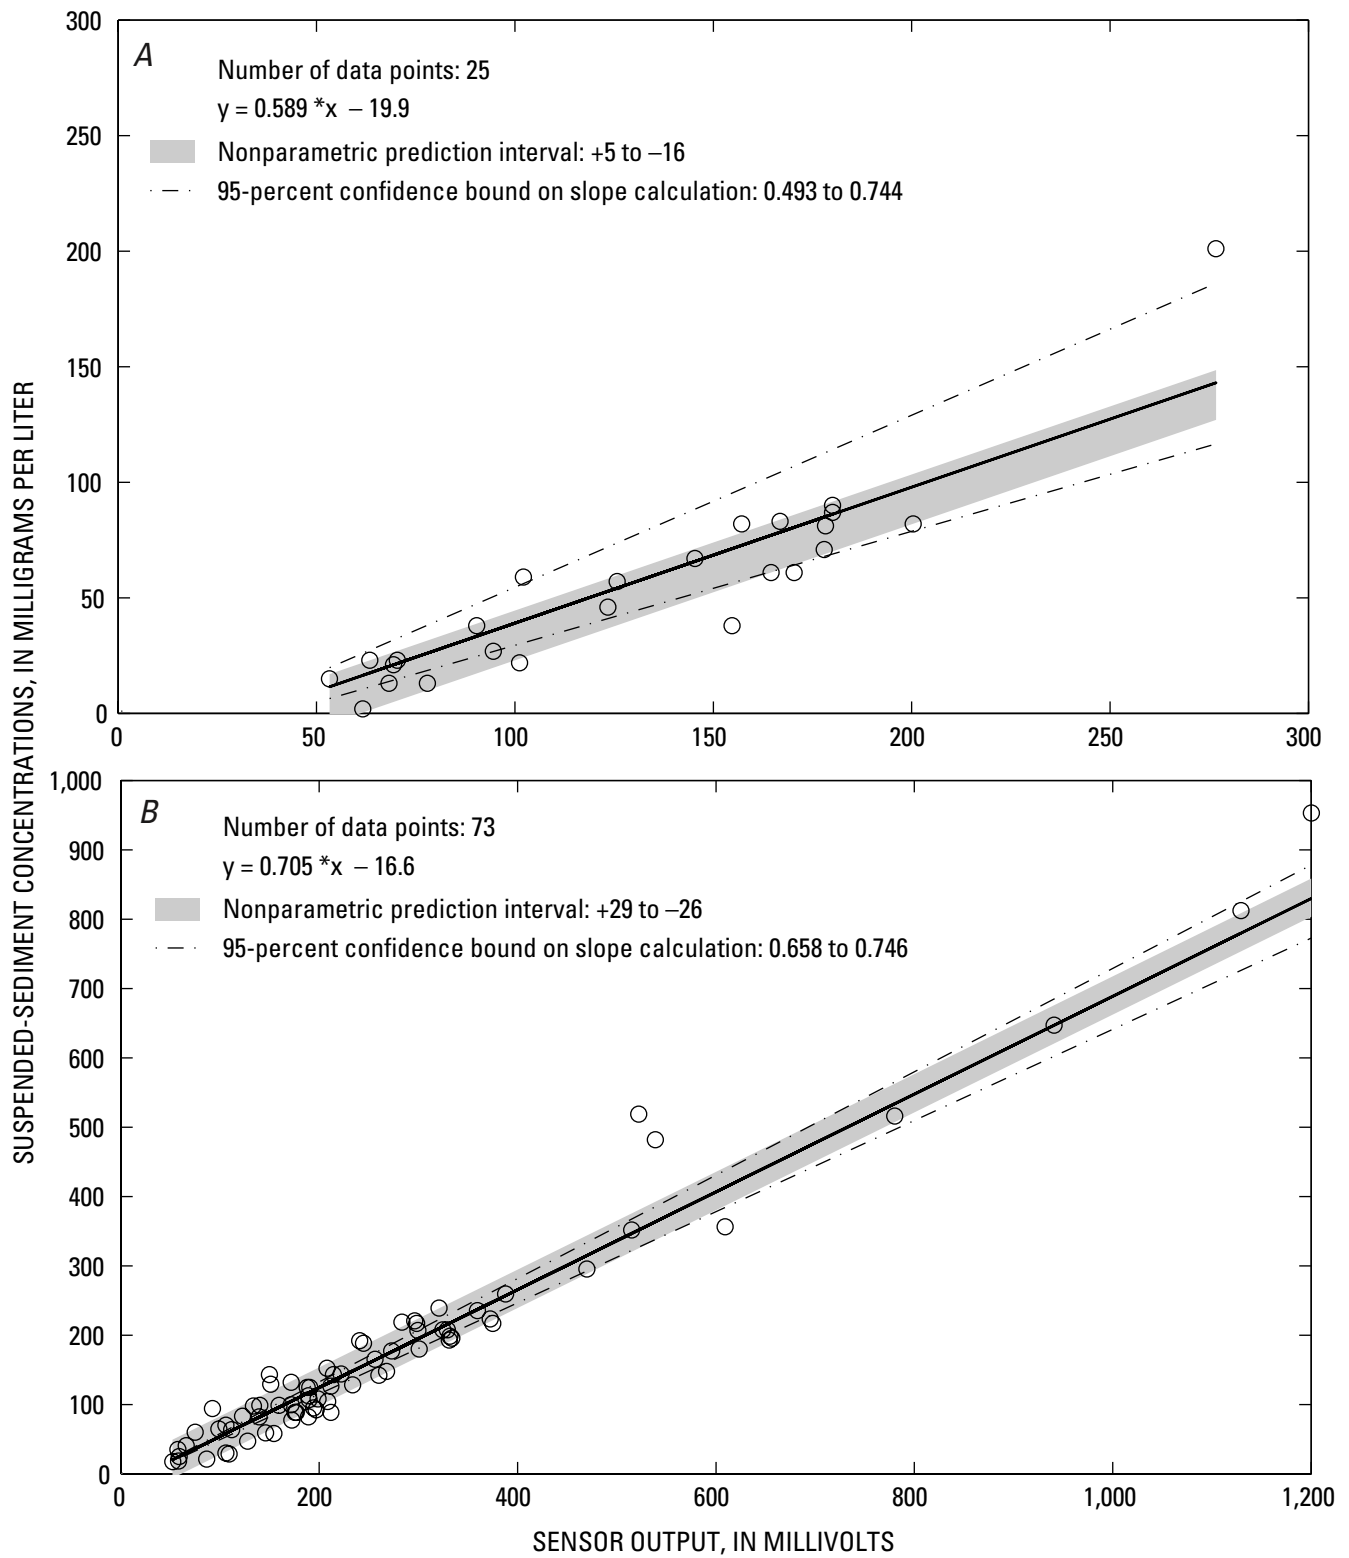 300
A
Number of data points: 25
250
y = 0.589 *x – 19.9
Nonparametric prediction interval: +5 to –16
95-percent confidence bound on slope calculation: 0.493 to 0.744
200
150
100
50
0
0 50 100 150 200 250 300
SUSPENDED-SEDIMENT CONCENTRATIONS, IN MILLIGRAMS PER LITER
1,000
B
Number of data points: 73
900
y = 0.705 *x – 16.6
Nonparametric prediction interval: +29 to –26
800
95-percent confidence bound on slope calculation: 0.658 to 0.746
700
600
500
400
300
200
100
0
0 200 400 600 800 1,000 1,200
SENSOR OUTPUT, IN MILLIVOLTS